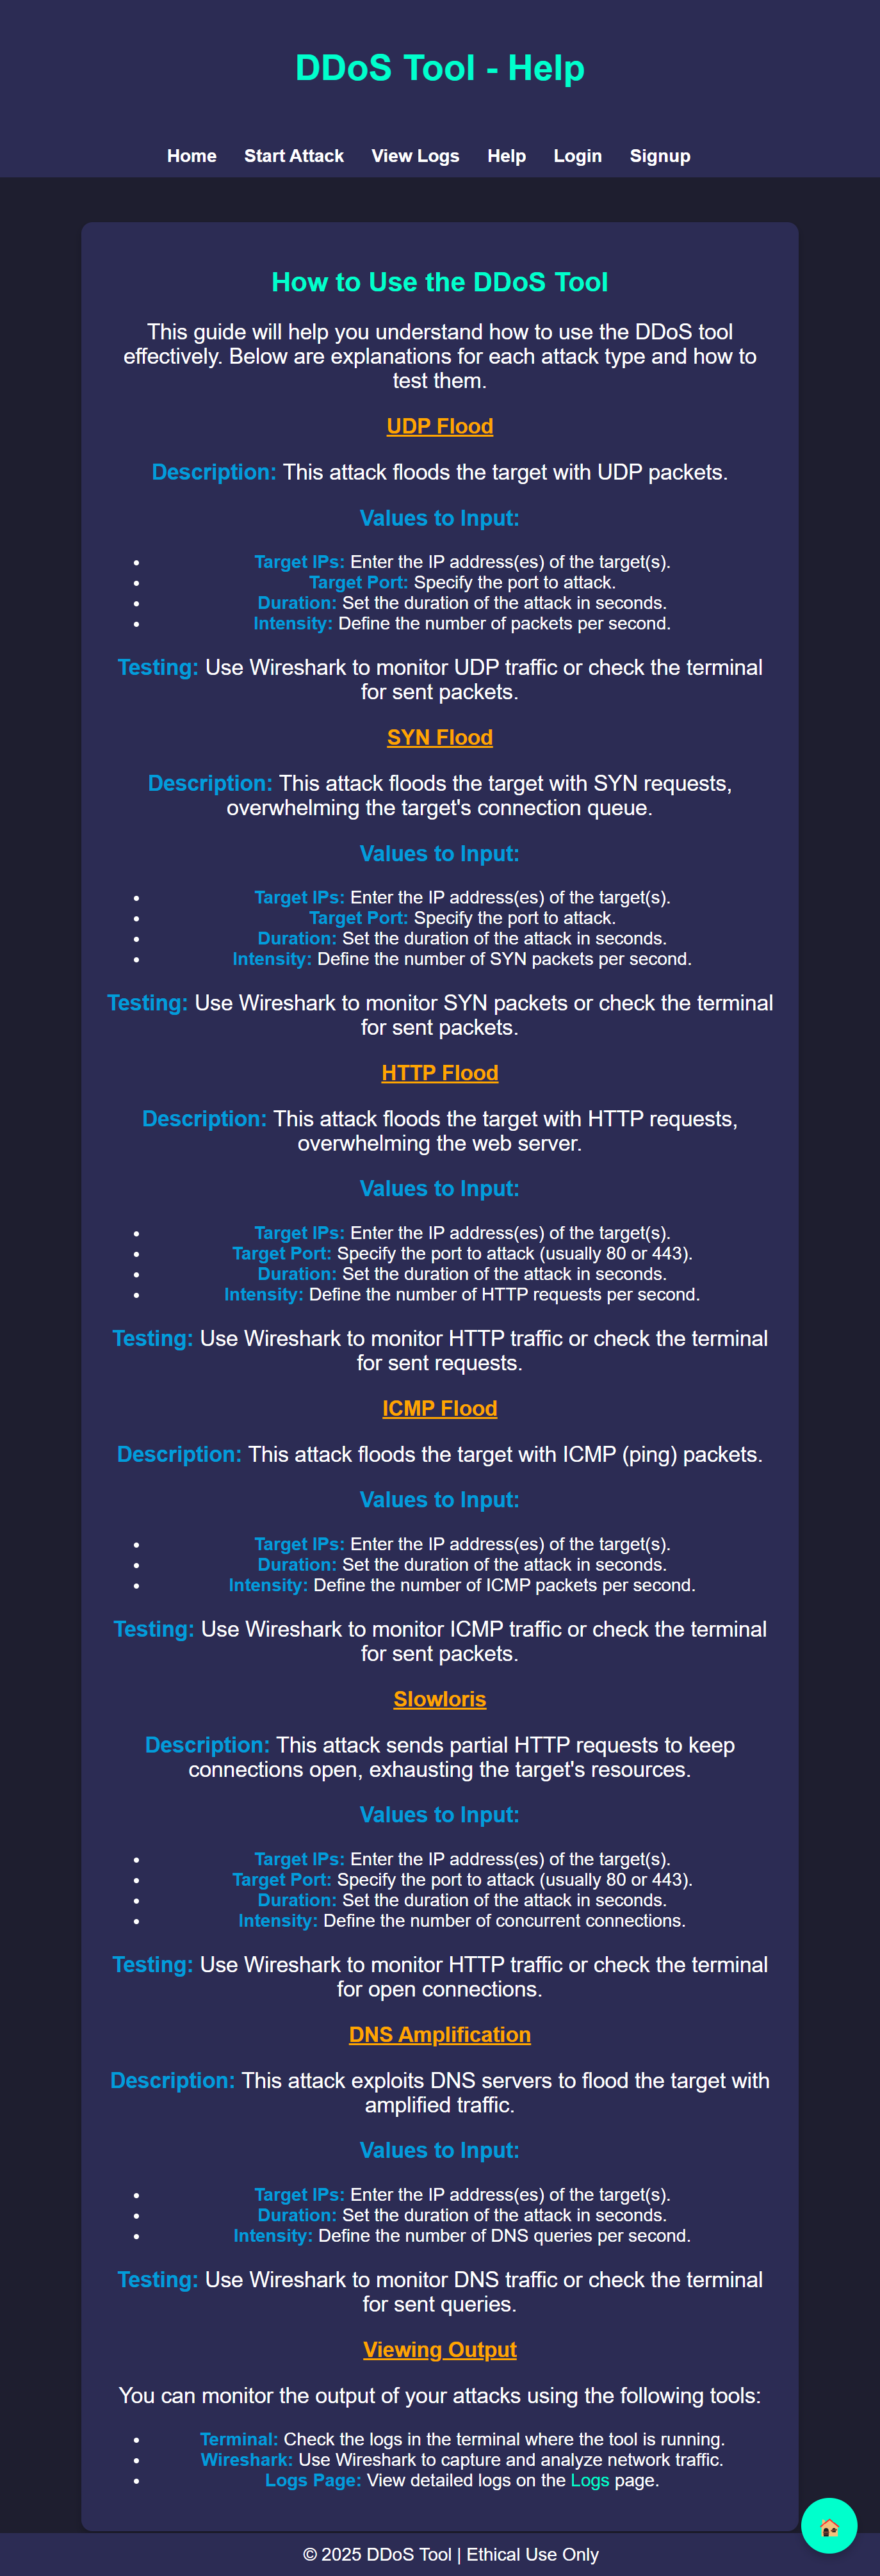 DDoS Tool - Help
Home Start Attack View Logs Help Login Signup
How to Use the DDoS Tool
This guide will help you understand how to use the DDoS tool
effectively. Below are explanations for each attack type and how to
test them.
UDP Flood
Description: This attack floods the target with UDP packets.
Values to Input:
• Target IPs: Enter the IP address(es) of the target(s).
• Target Port: Specify the port to attack.
• Duration: Set the duration of the attack in seconds.
• Intensity: Define the number of packets per second.
Testing: Use Wireshark to monitor UDP traffic or check the terminal
for sent packets.
SYN Flood
Description: This attack floods the target with SYN requests,
overwhelming the target's connection queue.
Values to Input:
• Target IPs: Enter the IP address(es) of the target(s).
• Target Port: Specify the port to attack.
• Duration: Set the duration of the attack in seconds.
• Intensity: Define the number of SYN packets per second.
Testing: Use Wireshark to monitor SYN packets or check the terminal
for sent packets.
HTTP Flood
Description: This attack floods the target with HTTP requests,
overwhelming the web server.
Values to Input:
• Target IPs: Enter the IP address(es) of the target(s).
• Target Port: Specify the port to attack (usually 80 or 443).
• Duration: Set the duration of the attack in seconds.
• Intensity: Define the number of HTTP requests per second.
Testing: Use Wireshark to monitor HTTP traffic or check the terminal
for sent requests.
ICMP Flood
Description: This attack floods the target with ICMP (ping) packets.
Values to Input:
• Target IPs: Enter the IP address(es) of the target(s).
• Duration: Set the duration of the attack in seconds.
• Intensity: Define the number of ICMP packets per second.
Testing: Use Wireshark to monitor ICMP traffic or check the terminal
for sent packets.
Slowloris
Description: This attack sends partial HTTP requests to keep
connections open, exhausting the target's resources.
Values to Input:
• Target IPs: Enter the IP address(es) of the target(s).
• Target Port: Specify the port to attack (usually 80 or 443).
• Duration: Set the duration of the attack in seconds.
• Intensity: Define the number of concurrent connections.
Testing: Use Wireshark to monitor HTTP traffic or check the terminal
for open connections.
DNS Amplification
Description: This attack exploits DNS servers to flood the target with
amplified traffic.
Values to Input:
• Target IPs: Enter the IP address(es) of the target(s).
• Duration: Set the duration of the attack in seconds.
• Intensity: Define the number of DNS queries per second.
Testing: Use Wireshark to monitor DNS traffic or check the terminal
for sent queries.
Viewing Output
You can monitor the output of your attacks using the following tools:
• Terminal: Check the logs in the terminal where the tool is running.
• Wireshark: Use Wireshark to capture and analyze network traffic.
• Logs Page: View detailed logs on the Logs page.
© 2025 DDoS Tool | Ethical Use Only